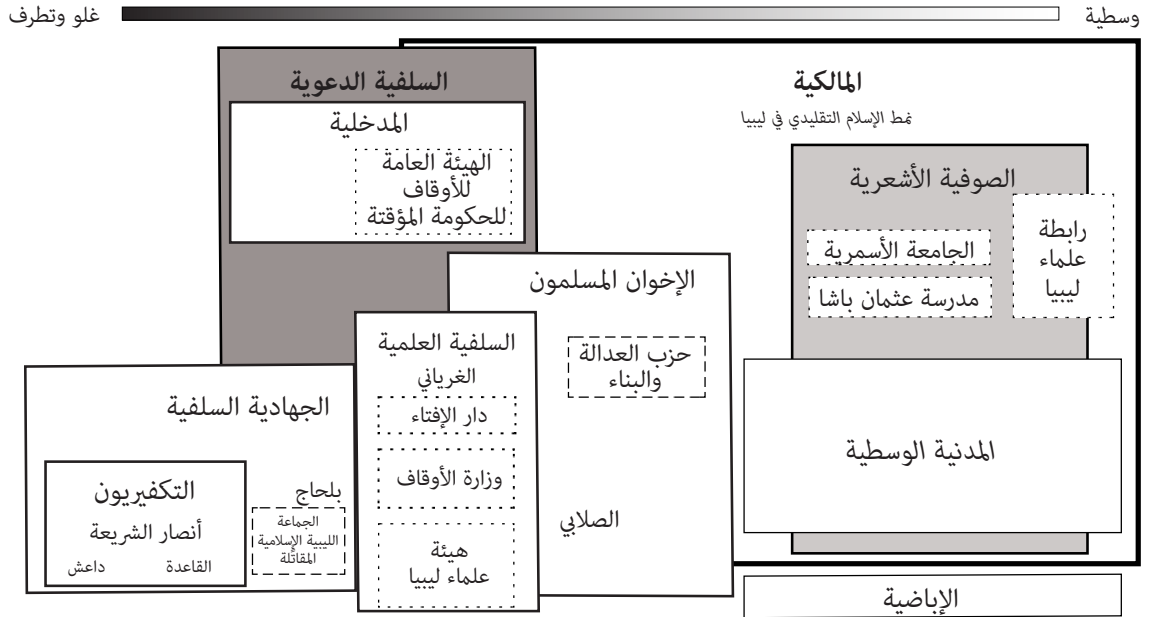 وسطية
غلو وتطرف
المالكية
نمط الإسلام التقليدي في ليبيا
الصوفية الأشعرية
رابطة
علماء
ليبيا
الجامعة الأسمرية
مدرسة عثمان باشا
المدنية الوسطية
الإباضية
السلفية الدعوية
المدخلية
الهيئة العامة
للأوقاف
للحكومة المؤقتة
الإخوان المسلمون
حزب العدالة
والبناء
الصلابي
السلفية العلمية
الغرياني
دار الإفتاء
وزارة الأوقاف
هيئة
علماء ليبيا
الجهادية السلفية
بلحاج
الجماعة
الليبية الإسلامية
المقاتلة
التكفيريون
أنصار الشريعة
القاعدة
داعش